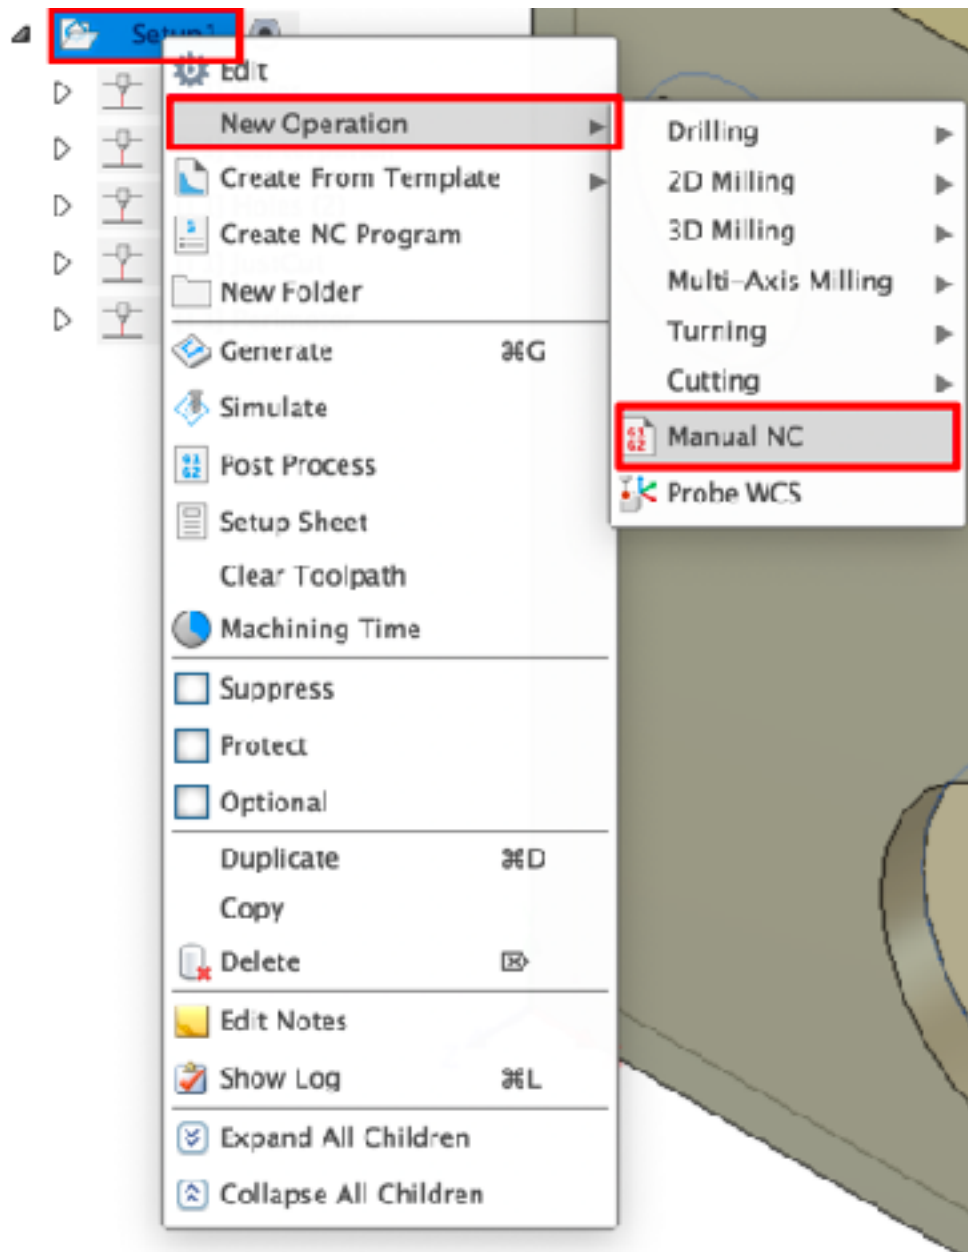 Setup1
Edit
New Operation
Create From Template
Create NC Program
New Folder
Generate ⌘G
Simulate
Post Process
Setup Sheet
Clear Toolpath
Machining Time
Suppress
Protect
Optional
Duplicate ⌘D
Copy
Delete ⌦
Edit Notes
Show Log ⌘L
Expand All Children
Collapse All Children
Drilling
2D Milling
3D Milling
Multi-Axis Milling
Turning
Cutting
G1
G2
Manual NC
Probe WCS